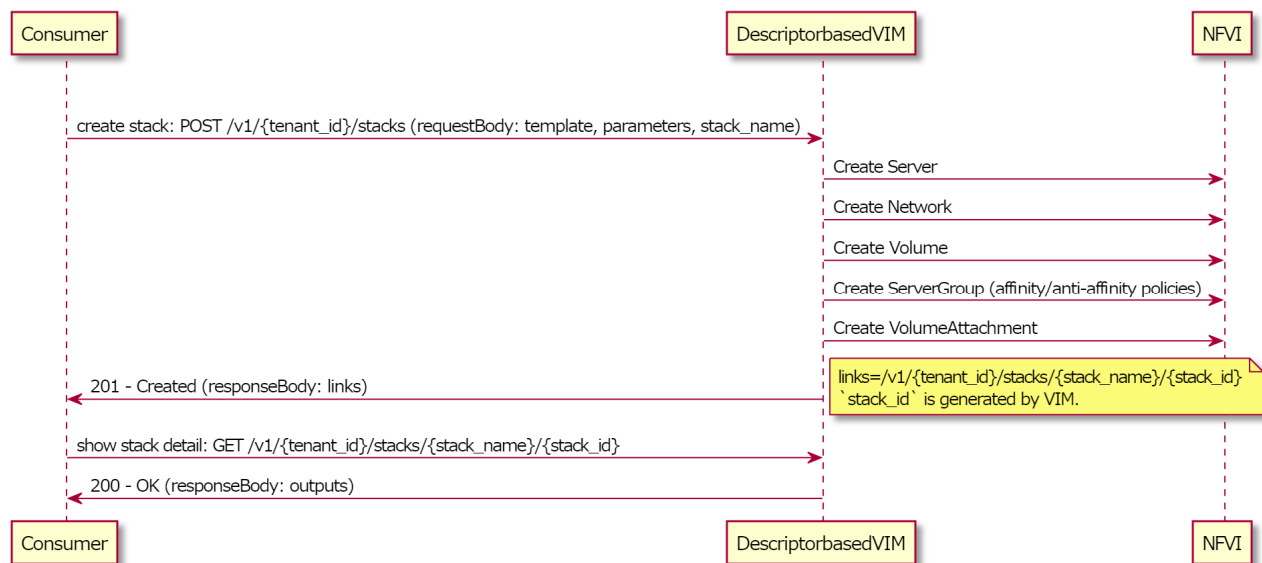 Consumer
DescriptorbasedVIM
NFVI
create stack: POST /v1/{tenant_id}/stacks (requestBody: template, parameters, stack_name)
Create Server
Create Network
Create Volume
Create ServerGroup (affinity/anti-affinity policies)
Create VolumeAttachment
201 - Created (responseBody: links)
links=/v1/{tenant_id}/stacks/{stack_name}/{stack_id}
`stack_id` is generated by VIM.
show stack detail: GET /v1/{tenant_id}/stacks/{stack_name}/{stack_id}
200 - OK (responseBody: outputs)
Consumer
DescriptorbasedVIM
NFVI